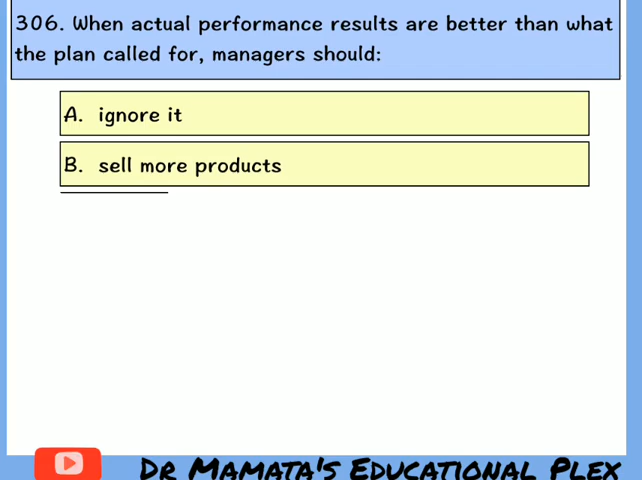 306. When actual performance results are better than what
the plan called for, managers should:
A. ignore it
B. sell more products
Dr Mamata's Educational Plex